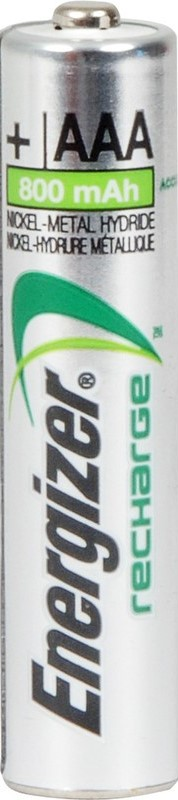 + AAA
800 mAh
NICKEL-METAL HYDRIDE
NICKEL-HYDRURE MÉTALLIQUE
Energizer®
recharge